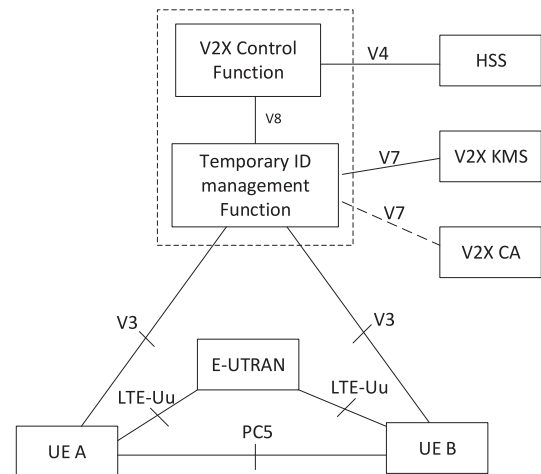 V2X Control
Function
V4
HSS
V8
Temporary ID
management
Function
V7
V2X KMS
V7
V2X CA
V3
V3
E-UTRAN
LTE-Uu
LTE-Uu
PC5
UE A
UE B